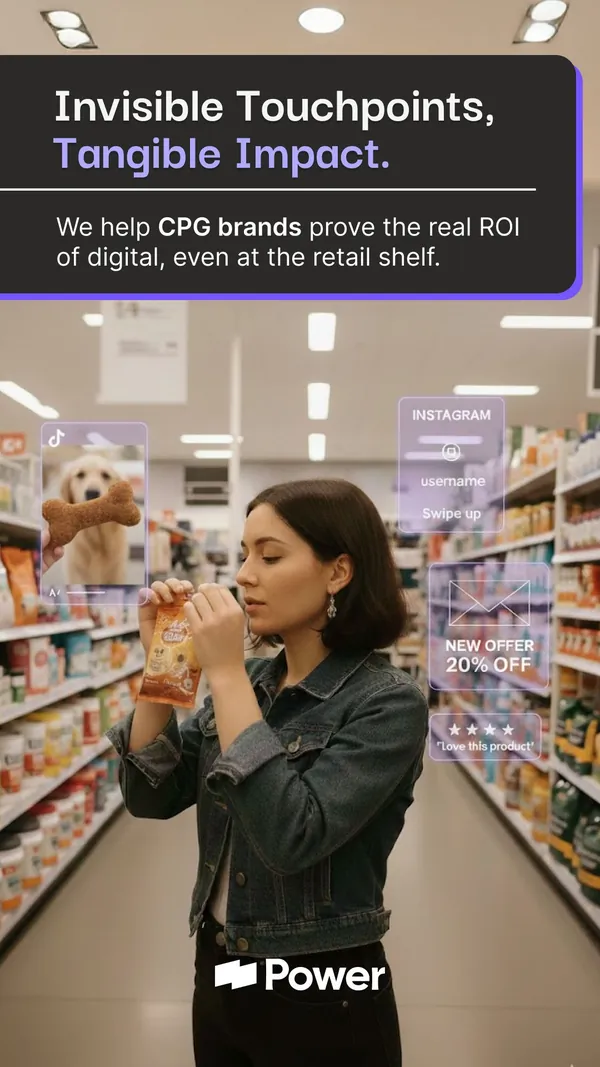 Invisible Touchpoints,
Tangible Impact.
We help CPG brands prove the real ROI
of digital, even at the retail shelf.
INSTAGRAM
username
Swipe up
NEW OFFER
20% OFF
"Love this product"
Power